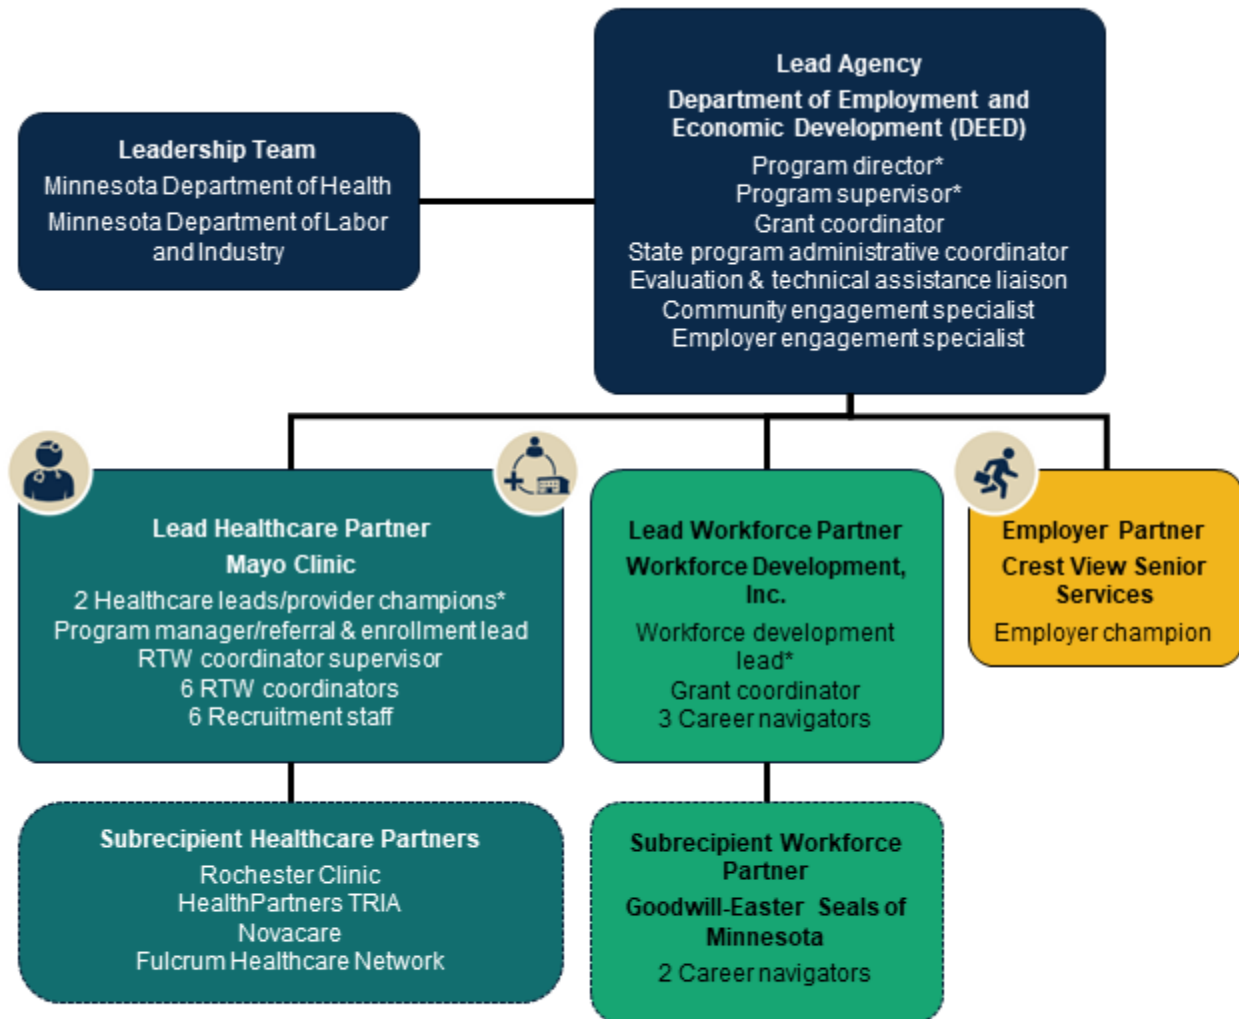 Lead Agency
Department of Employment and
Economic Development (DEED)
Program director*
Program supervisor*
Grant coordinator
State program administrative coordinator
Evaluation & technical assistance liaison
Community engagement specialist
Employer engagement specialist
Leadership Team
Minnesota Department of Health
Minnesota Department of Labor
and Industry
Lead Healthcare Partner
Mayo Clinic
2 Healthcare leads/provider champions*
Program manager/referral & enrollment lead
RTW coordinator supervisor
6 RTW coordinators
6 Recruitment staff
Lead Workforce Partner
Workforce Development,
Inc.
Workforce development
lead*
Grant coordinator
3 Career navigators
Employer Partner
Crest View Senior
Services
Employer champion
Subrecipient Healthcare Partners
Rochester Clinic
HealthPartners TRIA
Novacare
Fulcrum Healthcare Network
Subrecipient Workforce
Partner
Goodwill-Easter Seals of
Minnesota
2 Career navigators